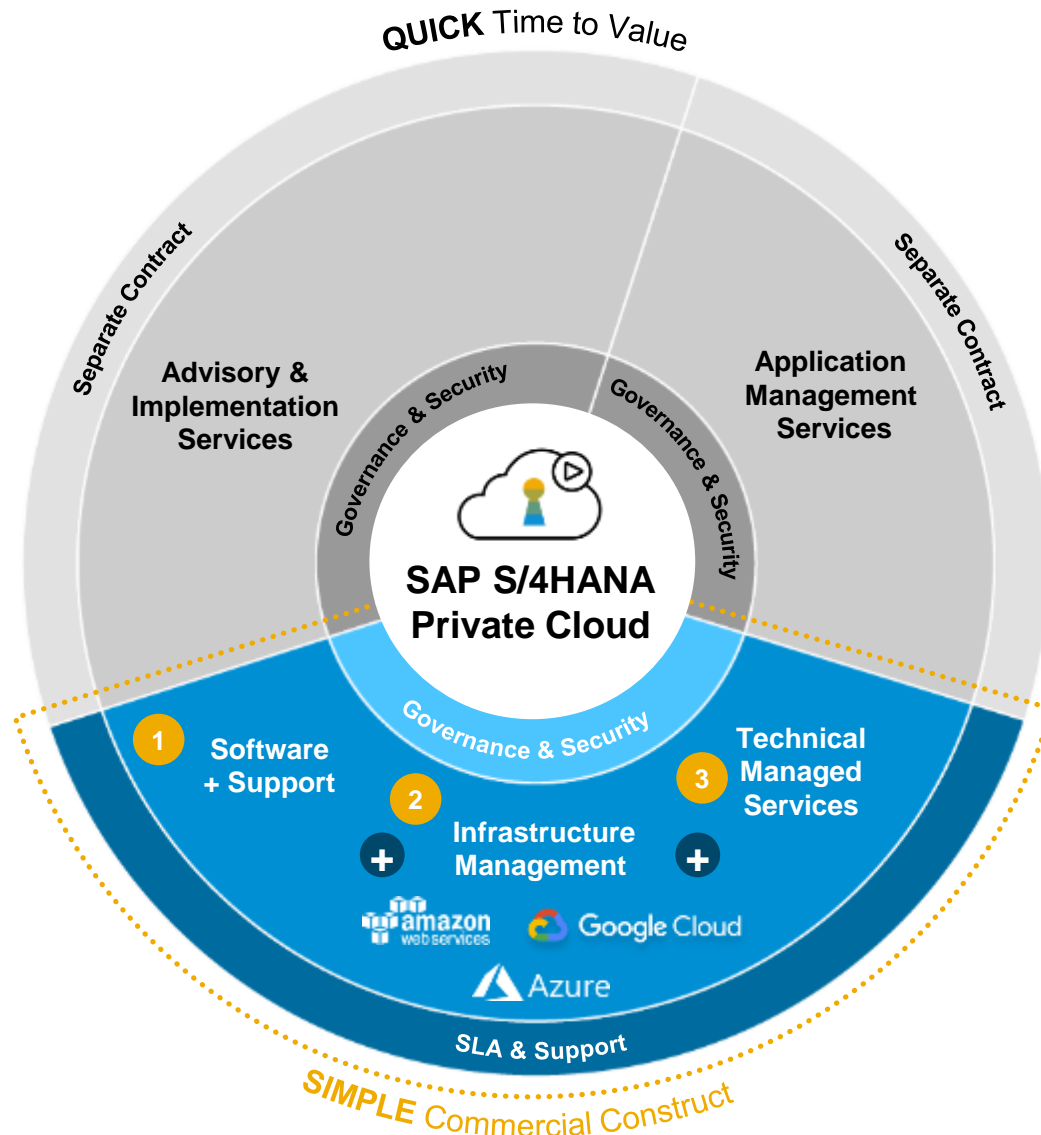 QUICK Time to Value
Separate Contract
Separate Contract
Advisory &
Implementation
Services
Application
Management
Services
Governance & Security
Governance & Security
SAP S/4HANA
Private Cloud
Governance & Security
1
Software
+ Support
2
Infrastructure
Management
3
Technical
Managed
Services
+
+
amazon
webservices
Google Cloud
Azure
SLA & Support
SIMPLE Commercial Construct